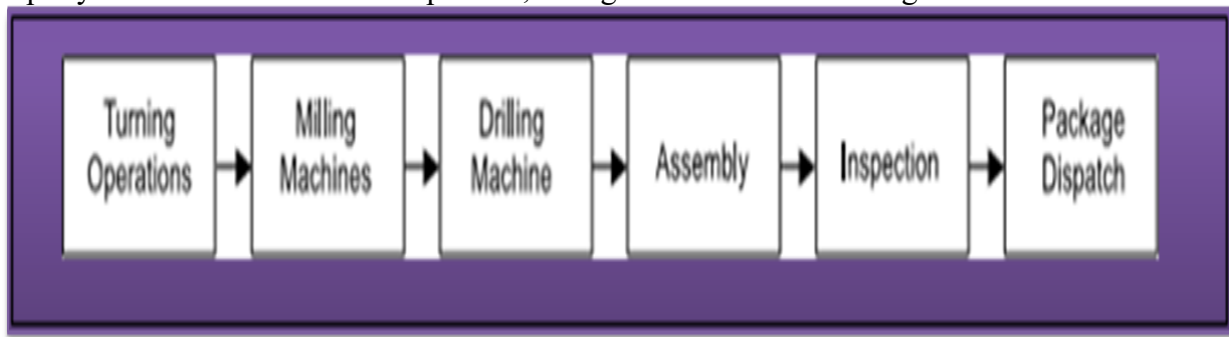 Turning
Operations
Milling
Machines
Drilling
Machine
Assembly
Inspection
Package
Dispatch